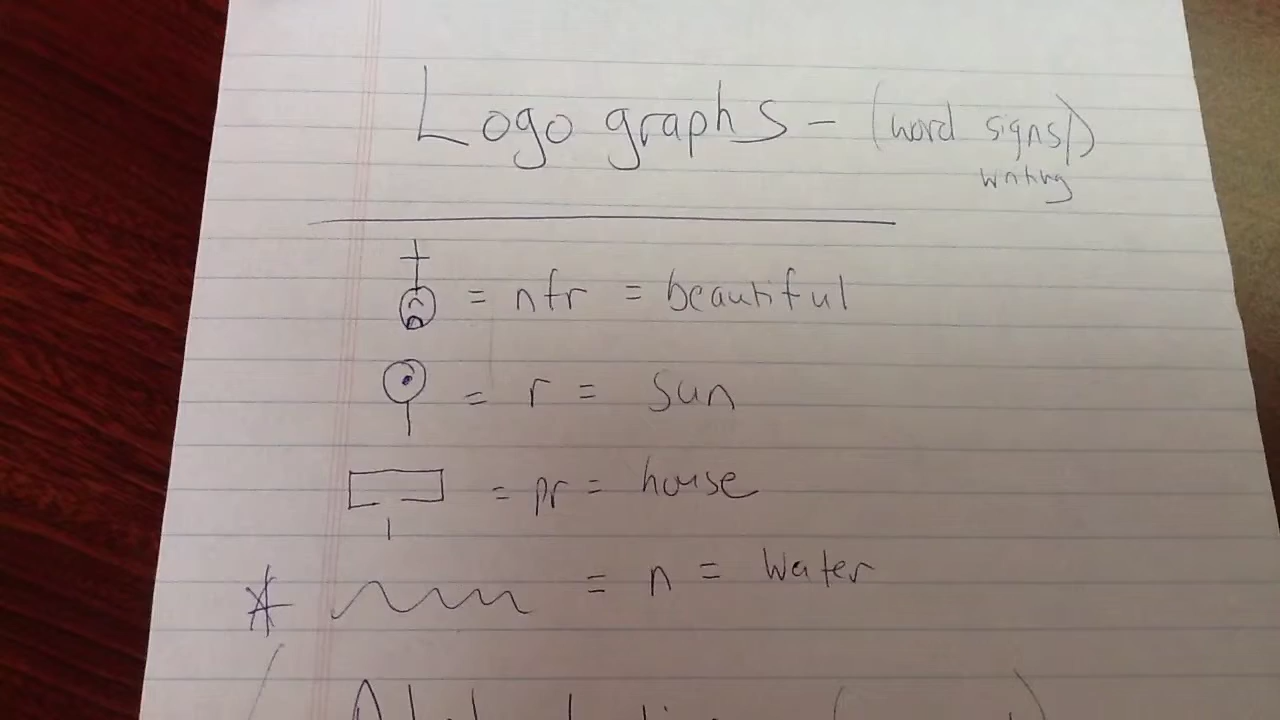 Logographs - (word signs)
writing
= nfr = beautiful
= r = sun
= pr = house
* = n = water